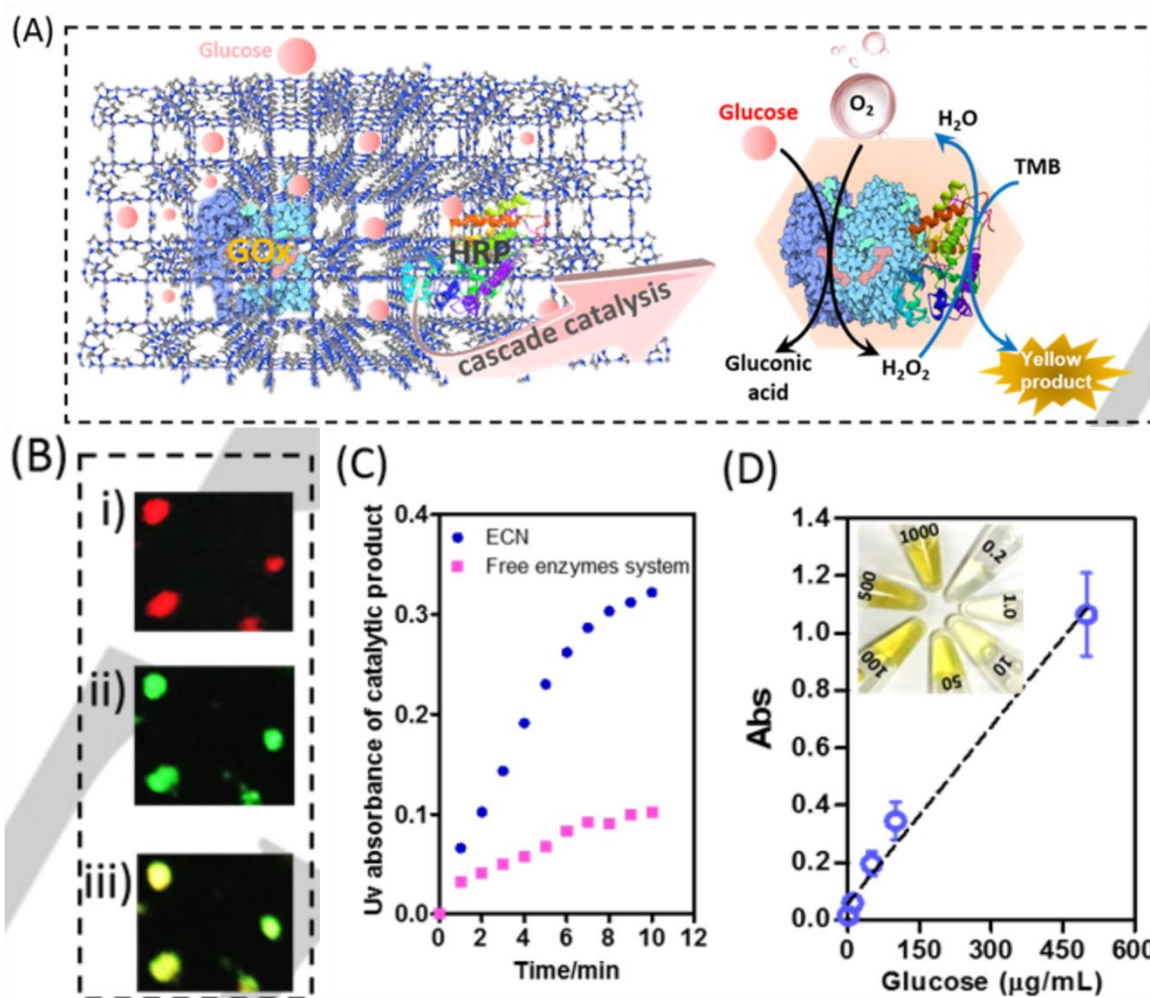 (A)
Glucose
GOx
HRP
cascade catalysis
Glucose
O₂
H₂O
TMB
Gluconic
acid
H₂O₂
Yellow
product
(B)
i)
ii)
iii)
(C)
Uv absorbance of catalytic product
0.4
0.3
0.2
0.1
0.0
ECN
Free enzymes system
0 2 4 6 8 10 12
Time/min
(D)
Abs
1.4
1.2
1.0
0.8
0.6
0.4
0.2
0.0
1000
0.2
500
1.0
100
50
10
0 150 300 450 600
Glucose (µg/mL)